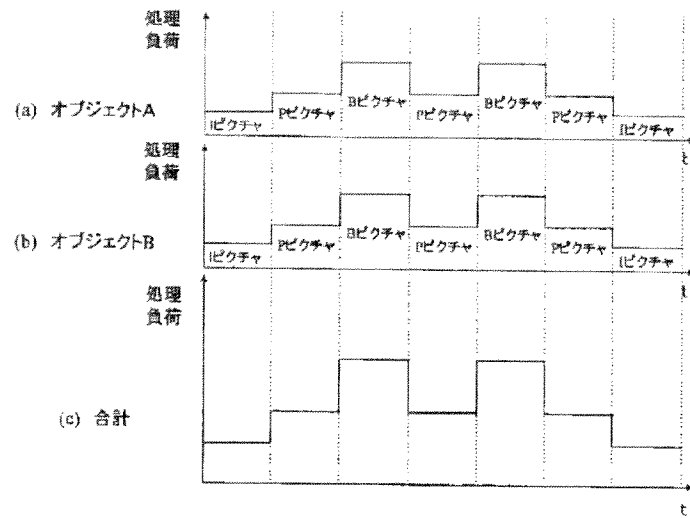 処理
負荷
(a) オブジェクトA
Iピクチャ
Pピクチャ
Bピクチャ
Pピクチャ
Bピクチャ
Pピクチャ
Iピクチャ
t
処理
負荷
(b) オブジェクトB
Iピクチャ
Pピクチャ
Bピクチャ
Pピクチャ
Bピクチャ
Pピクチャ
Iピクチャ
t
処理
負荷
(c) 合計
t